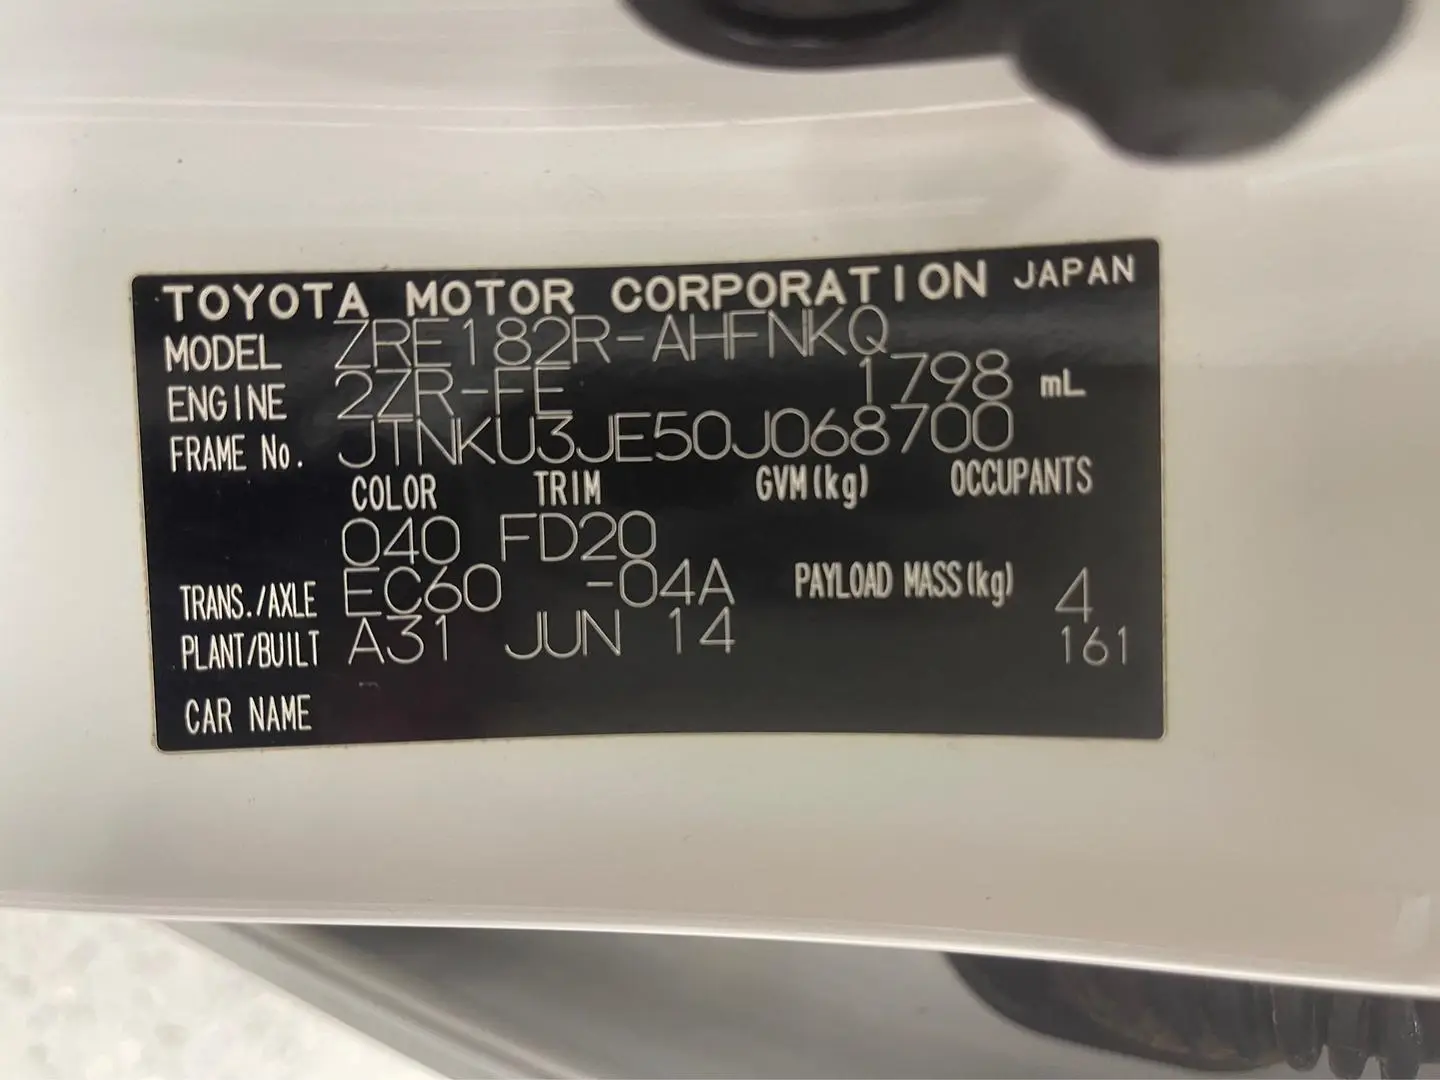 TOYOTA MOTOR CORPORATION JAPAN
MODEL ZRE182R-AHFNKQ
ENGINE 2ZR-FE 1798 mL
FRAME No. JTNKU3JE50J068700
COLOR TRIM GVM(kg) OCCUPANTS
040 FD20
TRANS./AXLE EC60 -04A PAYLOAD MASS(kg) 4
PLANT/BUILT A31 JUN 14 161
CAR NAME